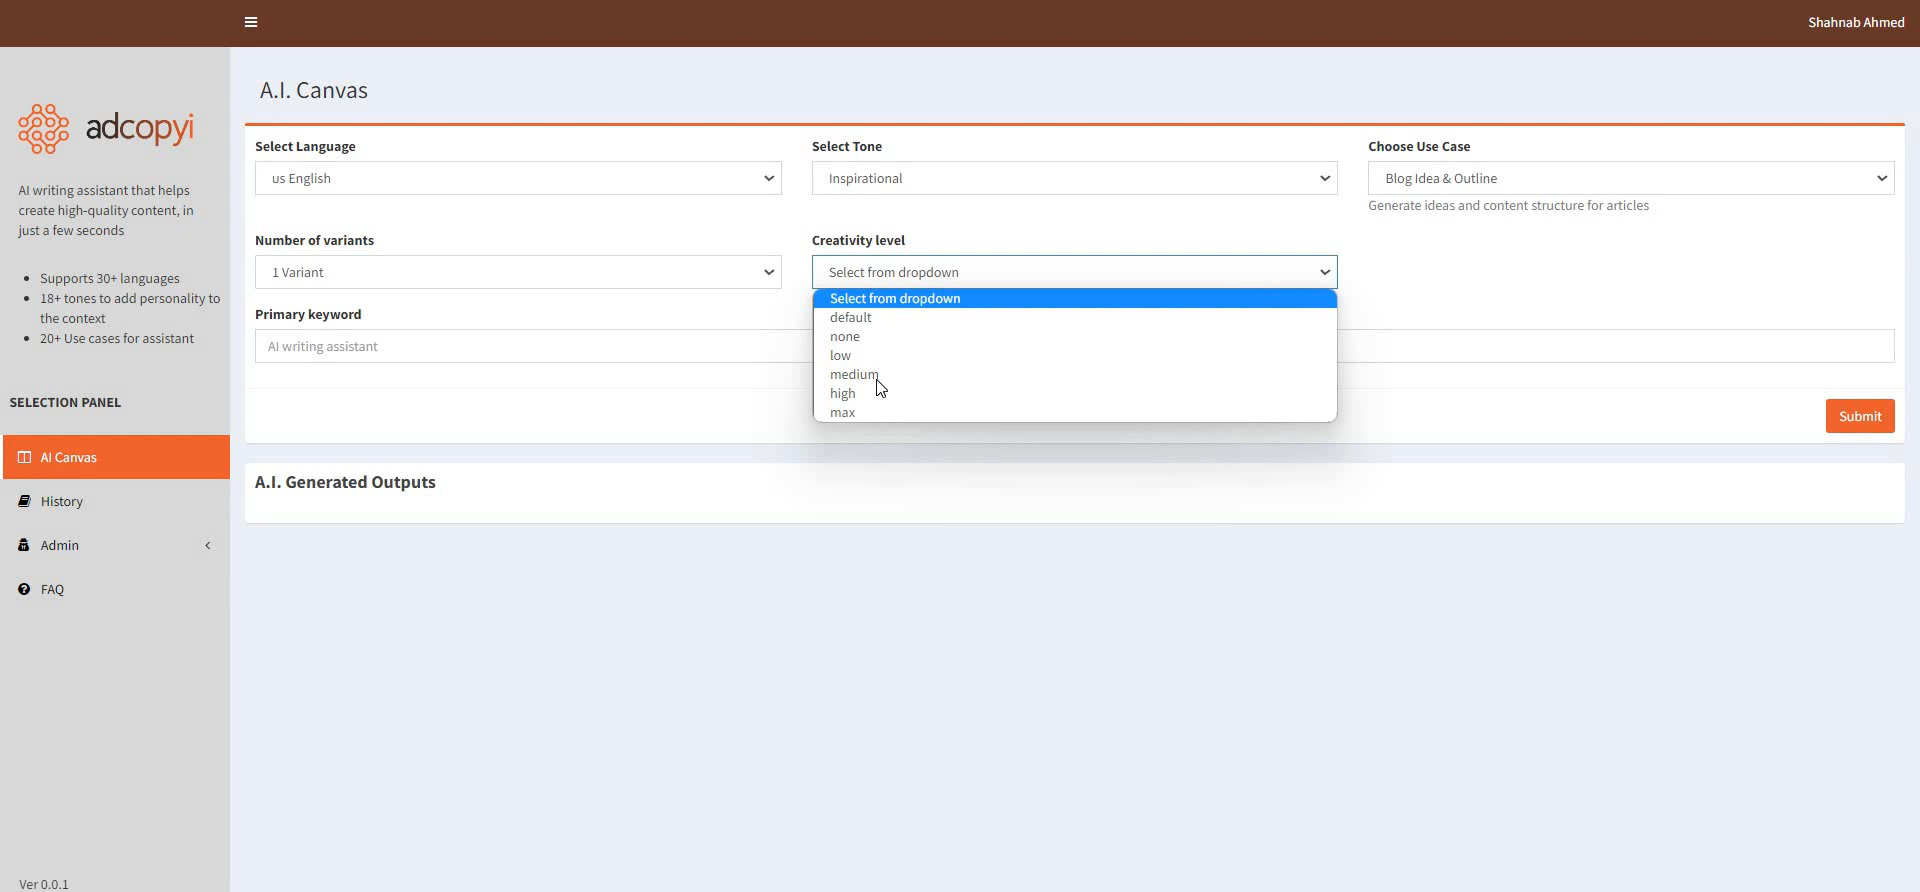 Shahnab Ahmed
adcopyi
AI writing assistant that helps
create high-quality content, in
just a few seconds
Supports 30+ languages
18+ tones to add personality to
the context
20+ Use cases for assistant
SELECTION PANEL
AI Canvas
History
Admin
FAQ
Ver 0.0.1
A.I. Canvas
Select Language
us English
Select Tone
Inspirational
Choose Use Case
Blog Idea & Outline
Generate ideas and content structure for articles
Number of variants
1 Variant
Creativity level
Select from dropdown
Select from dropdown
default
none
low
medium
high
max
Primary keyword
AI writing assistant
Submit
A.I. Generated Outputs